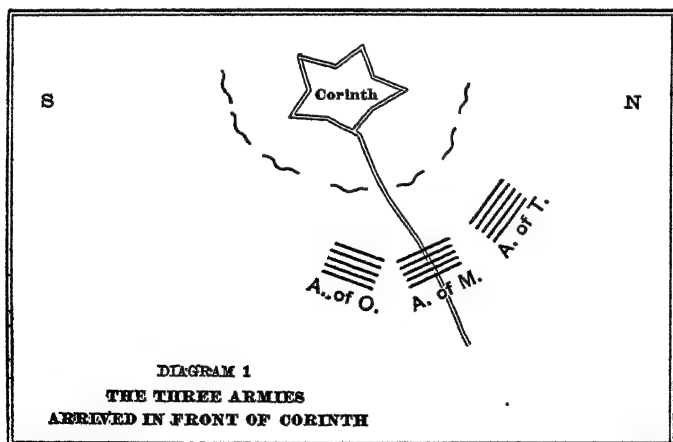 Corinth
S
N
A. of T.
A. of O.
A. of M.
DIAGRAM 1
THE THREE ARMIES
ARRIVED IN FRONT OF CORINTH